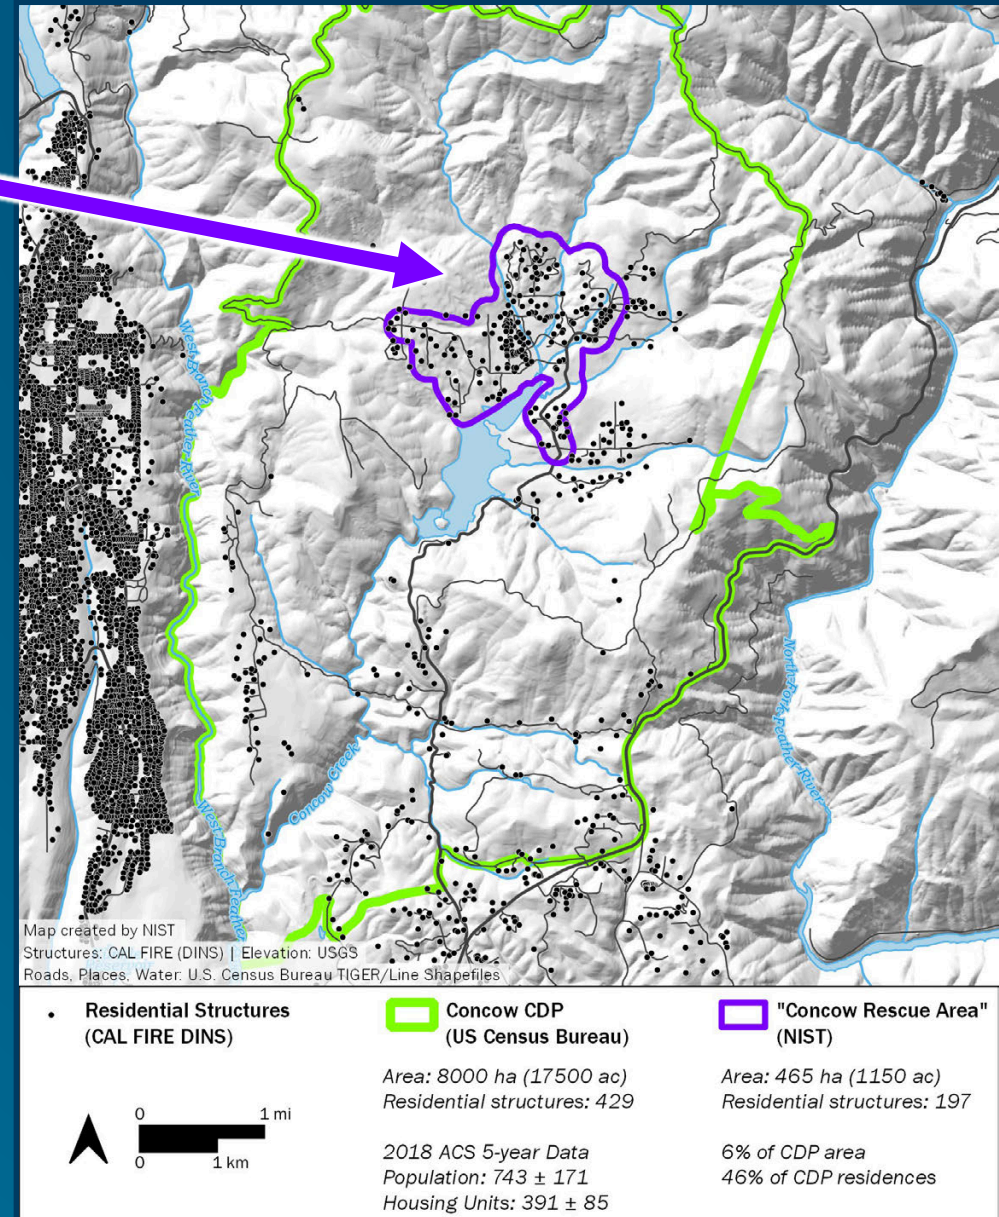 West Branch
Feather River
Concow Creek
North Fork
Feather River
West Branch Feather
Map created by NIST
Structures: CAL FIRE (DINS) | Elevation: USGS
Roads, Places, Water: U.S. Census Bureau TIGER/Line Shapefiles
Residential Structures
(CAL FIRE DINS)
0 1 mi
0 1 km
Concow CDP
(US Census Bureau)
Area: 8000 ha (17500 ac)
Residential structures: 429
2018 ACS 5-year Data
Population: 743 ± 171
Housing Units: 391 ± 85
"Concow Rescue Area"
(NIST)
Area: 465 ha (1150 ac)
Residential structures: 197
6% of CDP area
46% of CDP residences